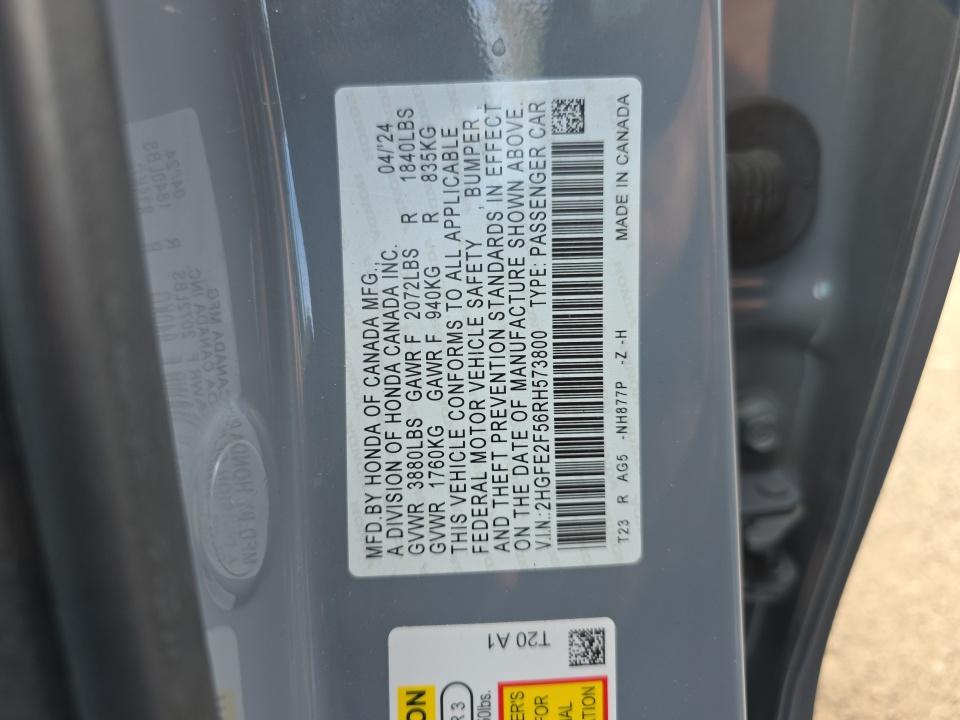 MFD.BY HONDA OF CANADA MFG., 04/'24
A DIVISION OF HONDA CANADA INC.
GVWR 3880LBS GAWR F 2072LBS R 1840LBS
GVWR 1760KG GAWR F 940KG R 835KG
THIS VEHICLE CONFORMS TO ALL APPLICABLE
FEDERAL MOTOR VEHICLE SAFETY , BUMPER ,
AND THEFT PREVENTION STANDARDS IN EFFECT
ON THE DATE OF MANUFACTURE SHOWN ABOVE.
V.I.N.:2HGFE2F56RH573800 TYPE: PASSENGER CAR
T23 R AG5 -NH877P -Z -H MADE IN CANADA
T20 A1